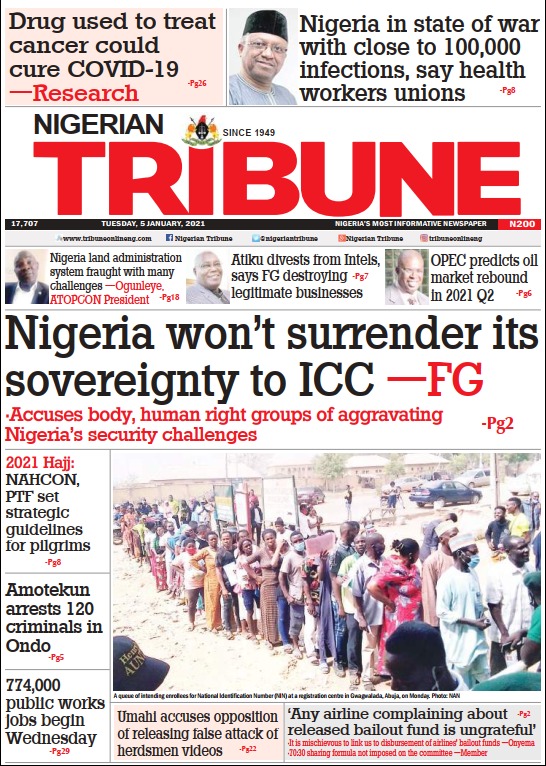 Drug used to treat
cancer could
cure COVID-19
—Research
-Pg26
Nigeria in state of war
with close to 100,000
infections, say health
workers unions
-Pg8
NIGERIAN
SINCE 1949
TRIBUNE
17,707
TUESDAY, 5 JANUARY, 2021
NIGERIA'S MOST INFORMATIVE NEWSPAPER
N200
www.tribuneonlineng.com
Nigerian Tribune
@nigeriantribune
Nigerian Tribune
tribuneonlineng
Nigeria land administration
system fraught with many
challenges —Ogunleye,
ATOPCON President
-Pg18
Atiku divests from Intels,
says FG destroying -Pg7
legitimate businesses
OPEC predicts oil
market rebound
in 2021 Q2
-Pg6
Nigeria won't surrender its
sovereignty to ICC —FG
•Accuses body, human right groups of aggravating
Nigeria's security challenges
-Pg2
2021 Hajj:
NAHCON,
PTF set
strategic
guidelines
for pilgrims
-Pg8
Amotekun
arrests 120
criminals in
Ondo
-Pg5
774,000
public works
jobs begin
Wednesday
-Pg29
A queue of intending enrollees for National Identification Number (NIN) at a registration centre in Gwagwalada, Abuja, on Monday. Photo: NAN
Umahi accuses opposition
of releasing false attack of
herdsmen videos
-Pg22
'Any airline complaining about -Pg2
released bailout fund is ungrateful'
•It is mischievous to link us to disbursement of airlines' bailout funds —Onyema
•70:30 sharing formula not imposed on the committee —Member